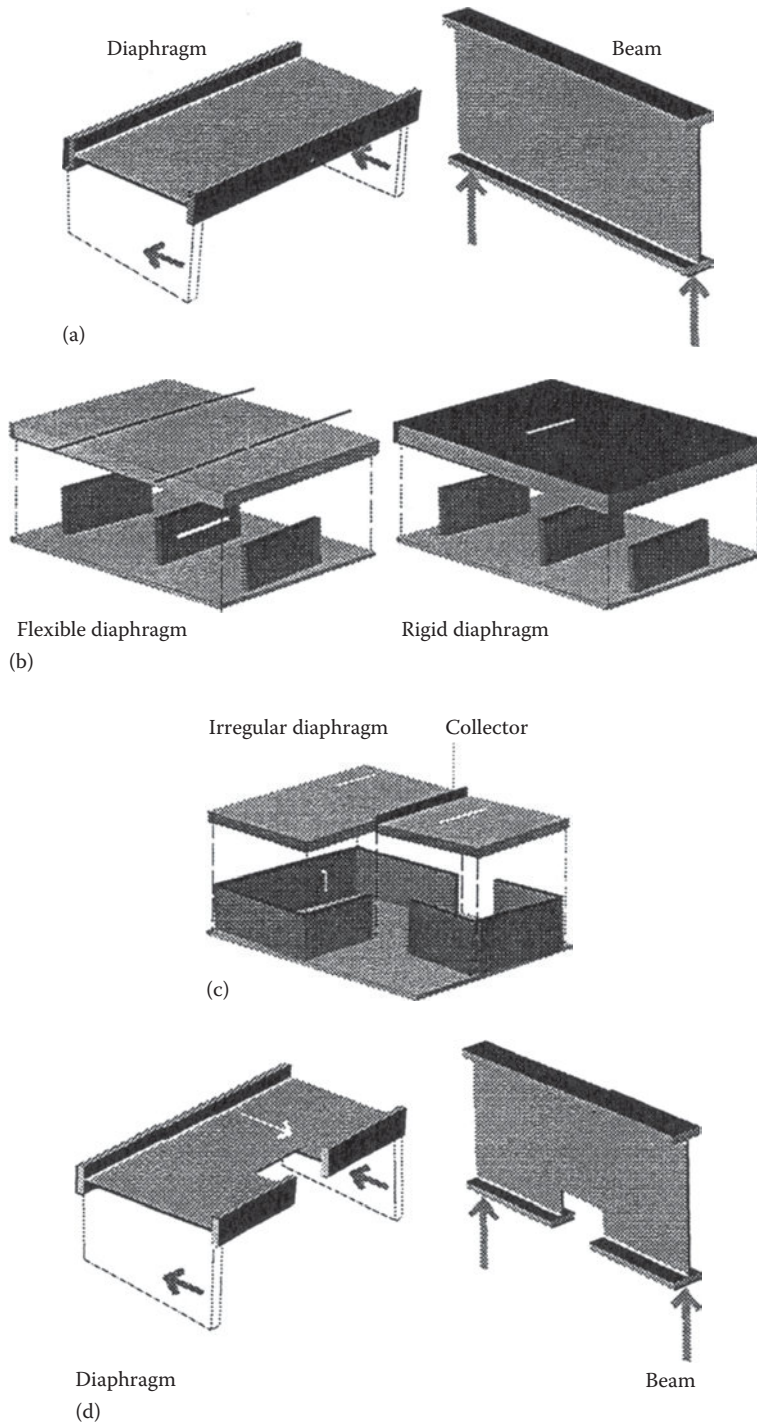 Diaphragm
Beam
(a)
Flexible diaphragm
Rigid diaphragm
(b)
Irregular diaphragm
Collector
(c)
Diaphragm
Beam
(d)